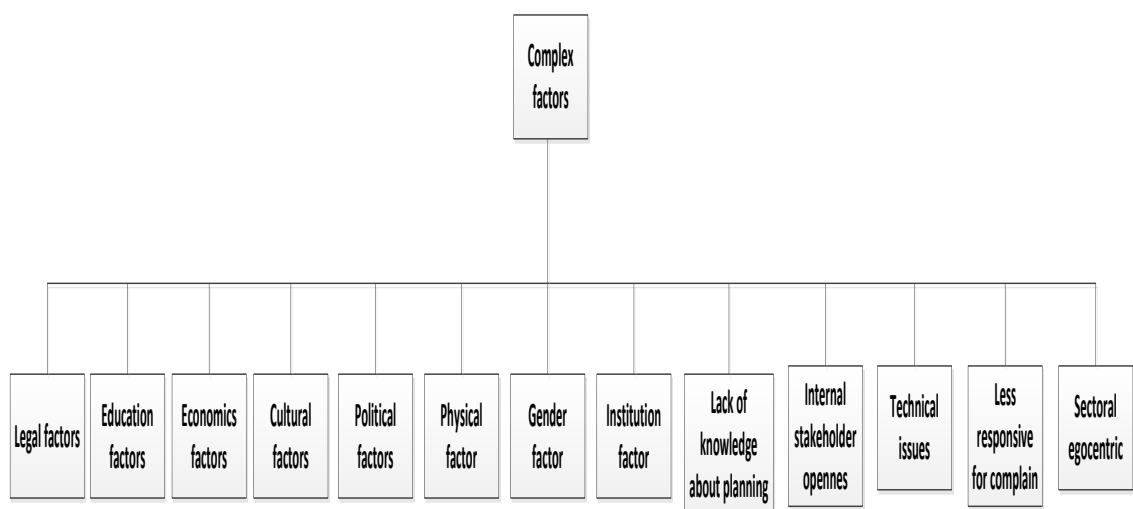 Complex
factors
Legal factors
Education
factors
Economics
factors
Cultural
factors
Political
factors
Physical
factor
Gender
factor
Institution
factor
Lack of
knowledge
about planning
Internal
stakeholder
opennes
Technical
issues
Less
responsive
for complain
Sectoral
egocentric